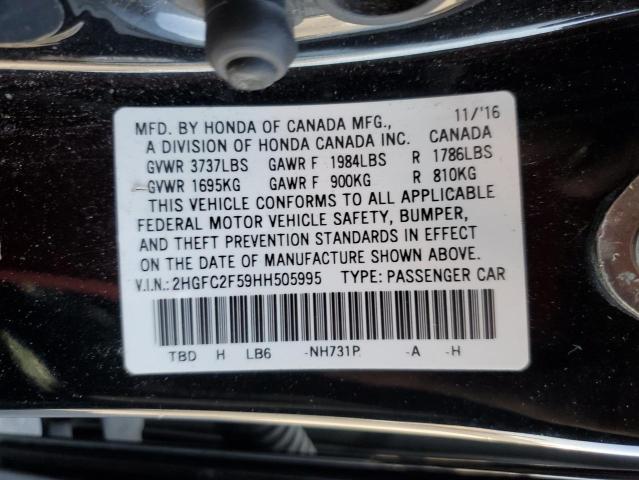 MFD. BY HONDA OF CANADA MFG., 11/'16
A DIVISION OF HONDA CANADA INC. CANADA
GVWR 3737LBS GAWR F 1984LBS R 1786LBS
GVWR 1695KG GAWR F 900KG R 810KG
THIS VEHICLE CONFORMS TO ALL APPLICABLE
FEDERAL MOTOR VEHICLE SAFETY, BUMPER,
AND THEFT PREVENTION STANDARDS IN EFFECT
ON THE DATE OF MANUFACTURE SHOWN ABOVE.
V.I.N.: 2HGFC2F59HH505995 TYPE: PASSENGER CAR
TBD H LB6 -NH731P -A -H